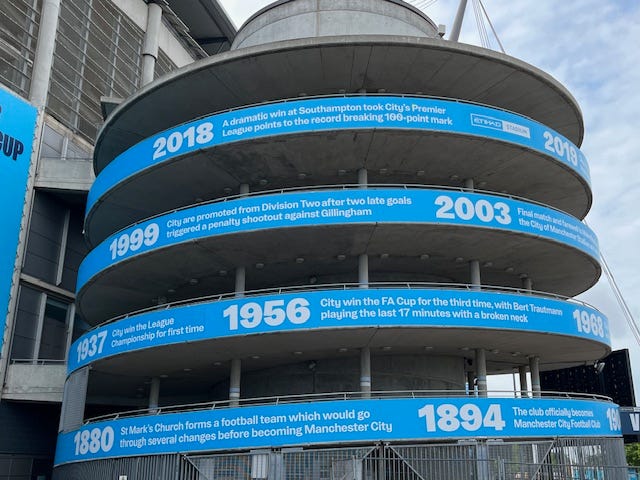 CUP
2018
A dramatic win at Southampton took City's Premier
League points to the record breaking 100-point mark
ETIHAD STADIUM
2019
1999
City are promoted from Division Two after two late goals
triggered a penalty shootout against Gillingham
2003
Final match and farewell
the City of Manchester
1937
City win the League
Championship for first time
1956
City win the FA Cup for the third time, with Bert Trautmann
playing the last 17 minutes with a broken neck
1968
1880
St Mark's Church forms a football team which would go
through several changes before becoming Manchester City
1894
The club officially becomes
Manchester City Football Club